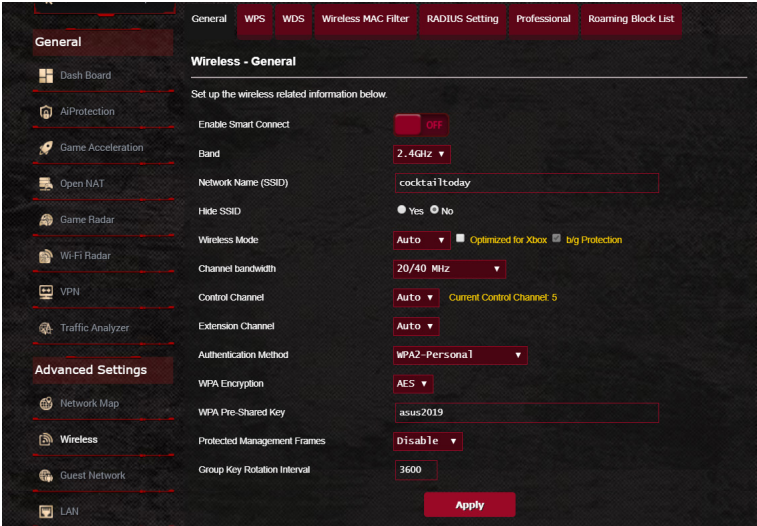 General WPS WDS Wireless MAC Filter RADIUS Setting Professional Roaming Block List
General
Dash Board
AiProtection
Game Acceleration
Open NAT
Game Radar
Wi-Fi Radar
VPN
Traffic Analyzer
Advanced Settings
Network Map
Wireless
Guest Network
LAN
Wireless - General
Set up the wireless related information below.
Enable Smart Connect OFF
Band 2.4GHz
Network Name (SSID) cocktailtoday
Hide SSID Yes No
Wireless Mode Auto Optimized for Xbox b/g Protection
Channel bandwidth 20/40 MHz
Control Channel Auto Current Control Channel: 5
Extension Channel Auto
Authentication Method WPA2-Personal
WPA Encryption AES
WPA Pre-Shared Key asus2019
Protected Management Frames Disable
Group Key Rotation Interval 3600
Apply